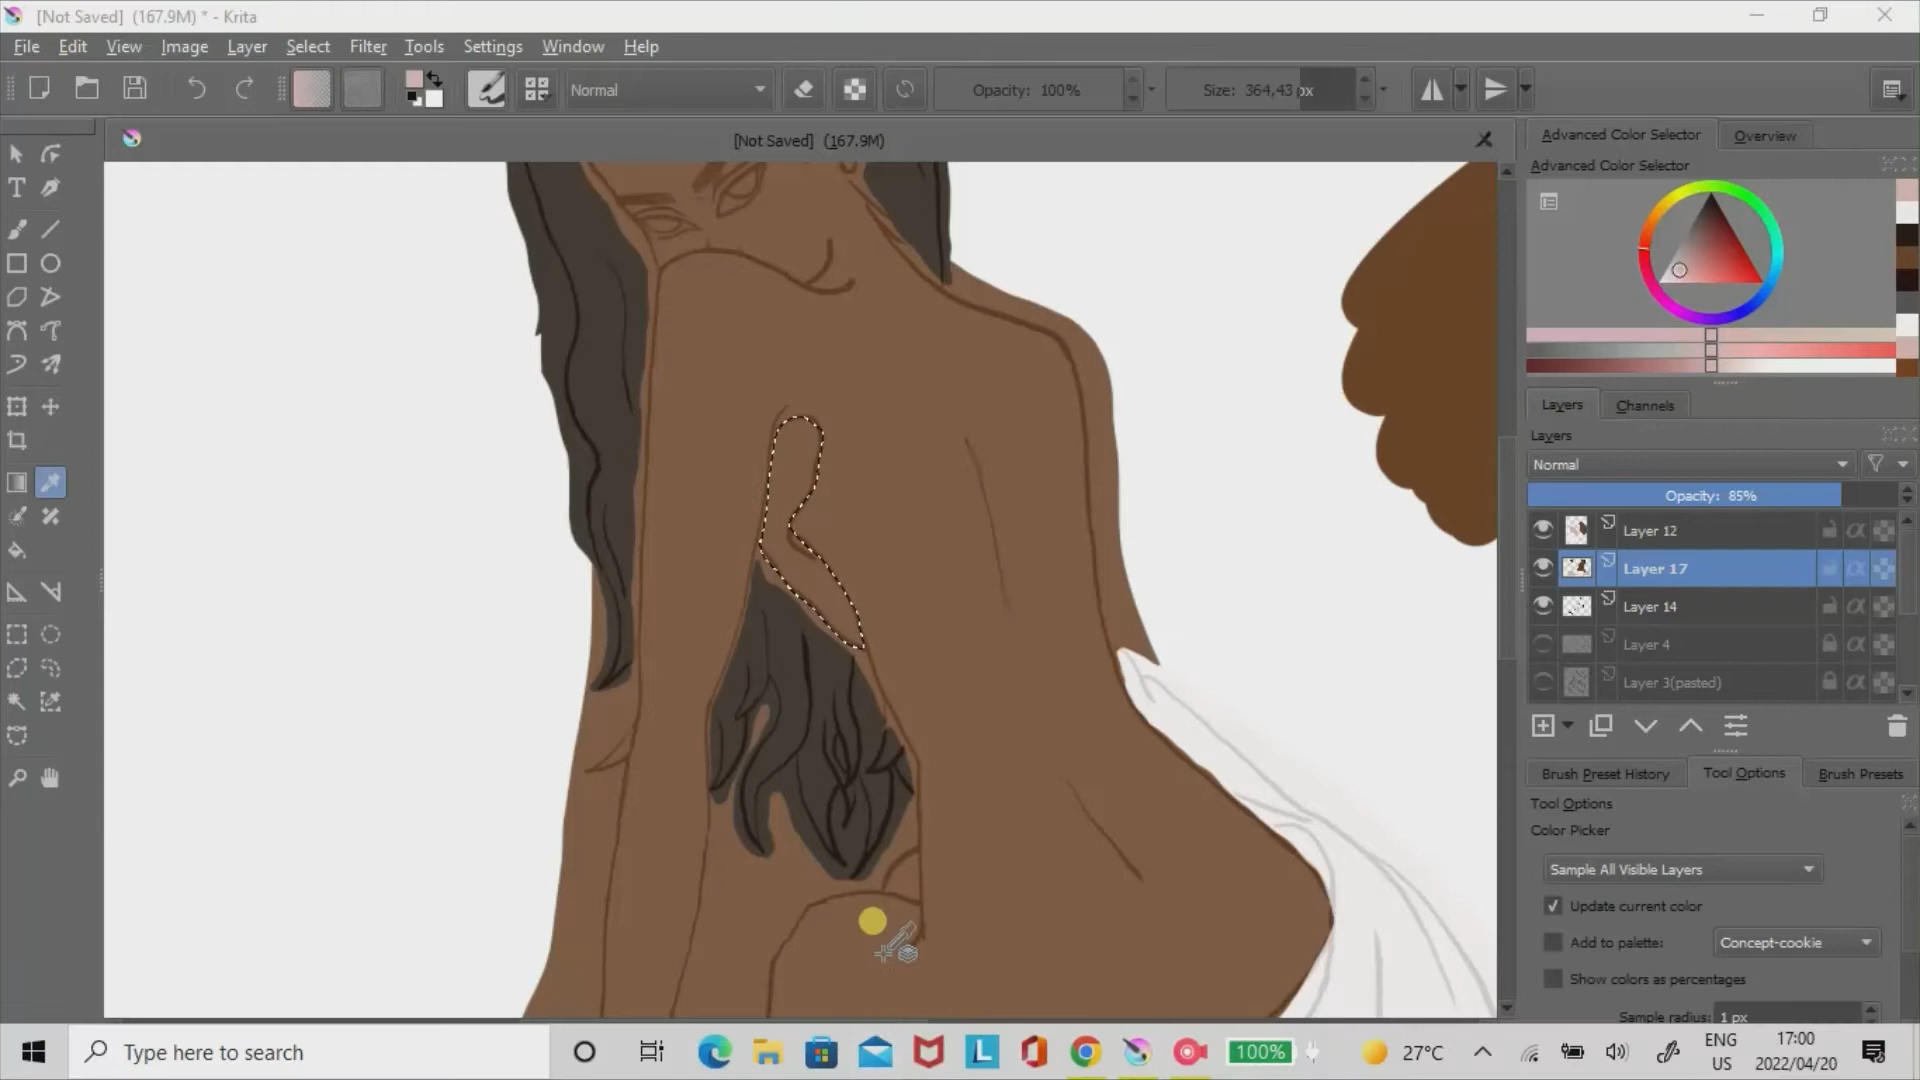 [Not Saved] (167.9M) * - Krita
File Edit View Image Layer Select Filter Tools Settings Window Help
Normal Opacity: 100% Size: 364,43 px
[Not Saved] (167.9M)
Advanced Color Selector Overview
Advanced Color Selector
Layers Channels
Layers
Normal
Opacity: 85%
Layer 12
Layer 17
Layer 14
Layer 4
Layer 3(pasted)
Brush Preset History Tool Options Brush Presets
Tool Options
Color Picker
Sample All Visible Layers
Update current color
Add to palette: Concept-cookie
Show colors as percentages
Sample radius: 1 px
Type here to search 100% 27°C ENG US 17:00 2022/04/20